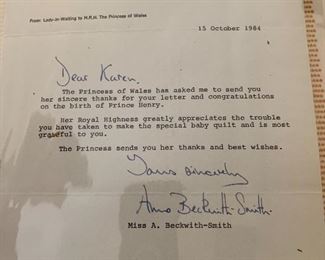 From: Lady-in-Waiting to H.R.H. The Princess of Wales
15 October 1984
Dear Karen.
The Princess of Wales has asked me to send you
her sincere thanks for your letter and congratulations
on the birth of Prince Henry.
Her Royal Highness greatly appreciates the trouble
you have taken to make the special baby quilt and is most
grateful to you.
The Princess sends you her thanks and best wishes.
Yours sincerely
Anne Beckwith-Smith.
Miss A. Beckwith-Smith